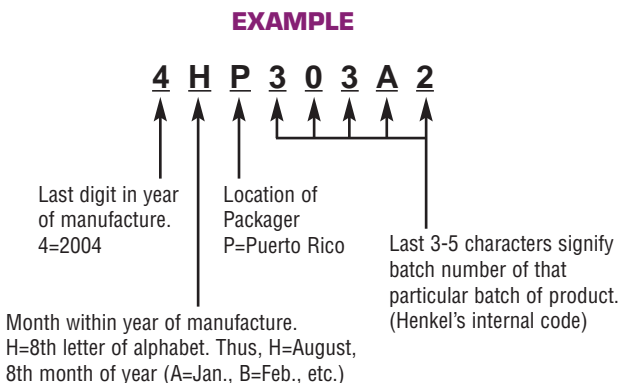 EXAMPLE
4 H P 3 0 3 A 2
Last digit in year
of manufacture.
4=2004
Location of
Packager
P=Puerto Rico
Last 3-5 characters signify
batch number of that
particular batch of product.
(Henkel's internal code)
Month within year of manufacture.
H=8th letter of alphabet. Thus, H=August,
8th month of year (A=Jan., B=Feb., etc.)